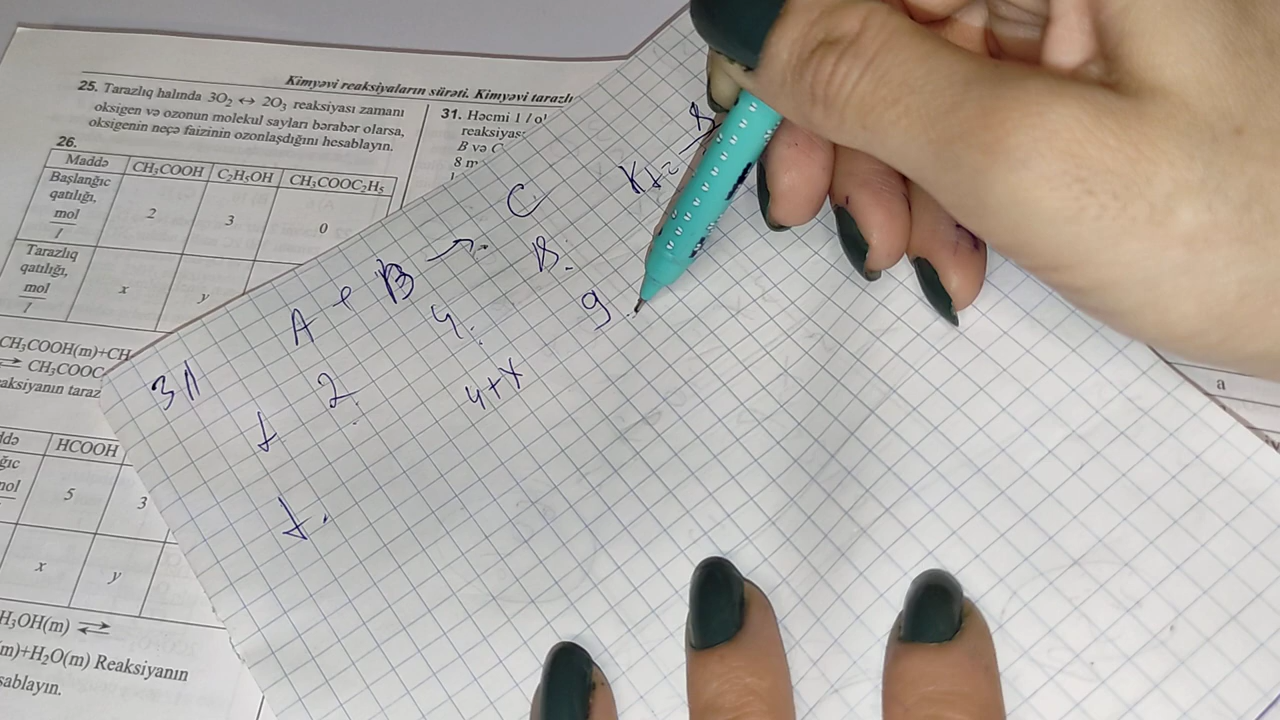 Kimyəvi reaksiyaların sürəti. Kimyəvi tarazlı
25. Tarazlıq halında 3O₂ ↔ 2O₃ reaksiyası zamanı
oksigen və ozonun molekul sayları bərabər olarsa,
oksigenin neçə faizinin ozonlaşdığını hesablayın.
26.
Maddə CH₃COOH C₂H₅OH CH₃COOC₂H₅
Başlanğıc qatılığı, mol/l 2 3 0
Tarazlıq qatılığı, mol/l x y
CH₃COOH(m)+CH
⇌ CH₃COOC
eaksiyanın taraz
ddə HCOOH
ğıc
mol 5 3
x y
H₃OH(m) ⇌
(m)+H₂O(m) Reaksiyanın
sablayın.
31. Həcmi 1 l o
reaksiyas
B və C
8 m
31
A + B → C
2. 4. 8.
4+x 9
a